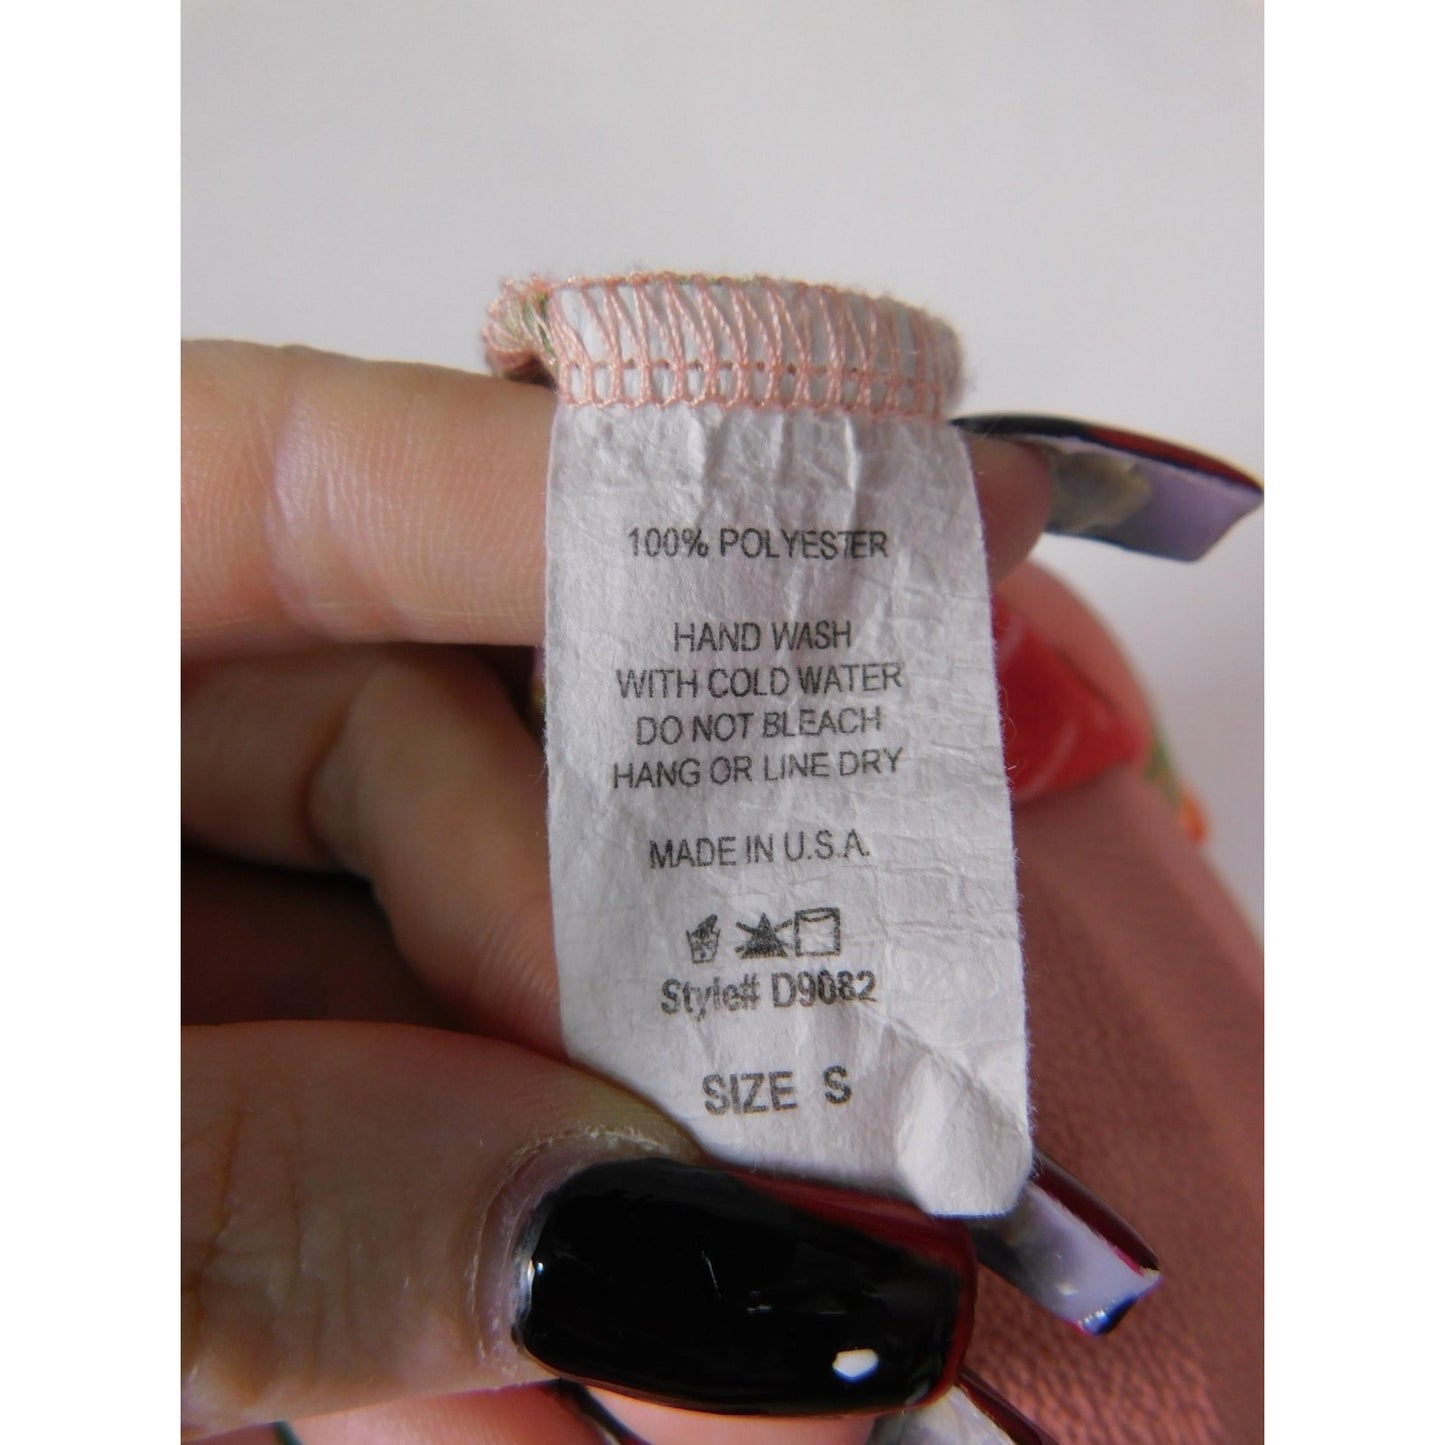 100% POLYESTER
HAND WASH
WITH COLD WATER
DO NOT BLEACH
HANG OR LINE DRY
MADE IN U.S.A.
Style# D9082
SIZE S